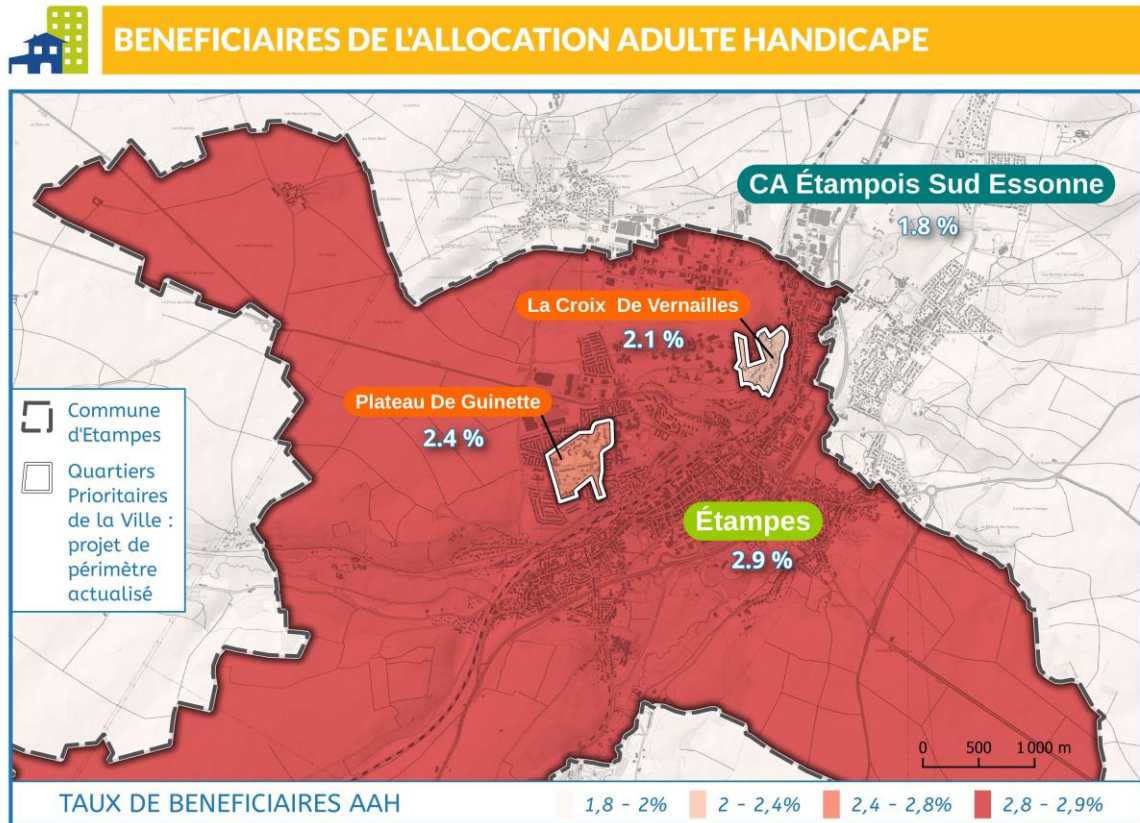 BENEFICIAIRES DE L'ALLOCATION ADULTE HANDICAPE
CA Étampois Sud Essonne
1.8 %
La Croix De Vernailles
2.1 %
Plateau De Guinette
2.4 %
Étampes
2.9 %
Commune
d'Etampes
Quartiers
Prioritaires
de la Ville :
projet de
périmètre
actualisé
0 500 1 000 m
TAUX DE BENEFICIAIRES AAH
1,8 - 2%
2 - 2,4%
2,4 - 2,8%
2,8 - 2,9%